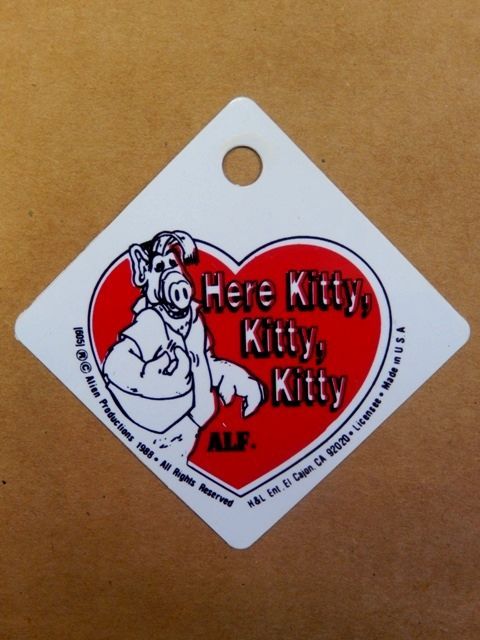 Here Kitty,
Kitty,
Kitty
ALF.
(605) ® © Alien Productions 1988 • All Rights Reserved
H&L Ent. El Cajon, CA 92020 • Licensee • Made in USA